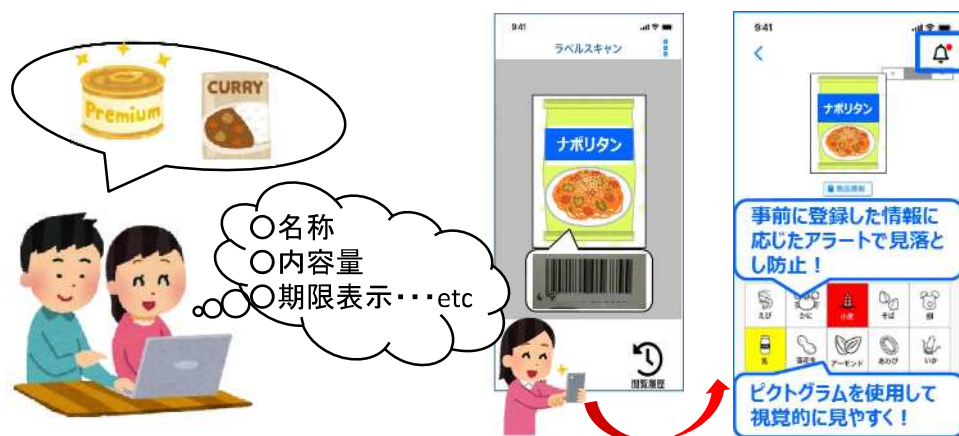 Premium
CURRY
〇名称
〇内容量
〇期限表示・・・etc
9:41
ラベルスキャン
ナポリタン
閲覧履歴
9:41
ナポリタン
商品情報
事前に登録した情報に
応じたアラートで見落と
し防止！
えび
かに
小麦
そば
卵
乳
落花生
アーモンド
あわび
いか
ピクトグラムを使用して
視覚的に見やすく！